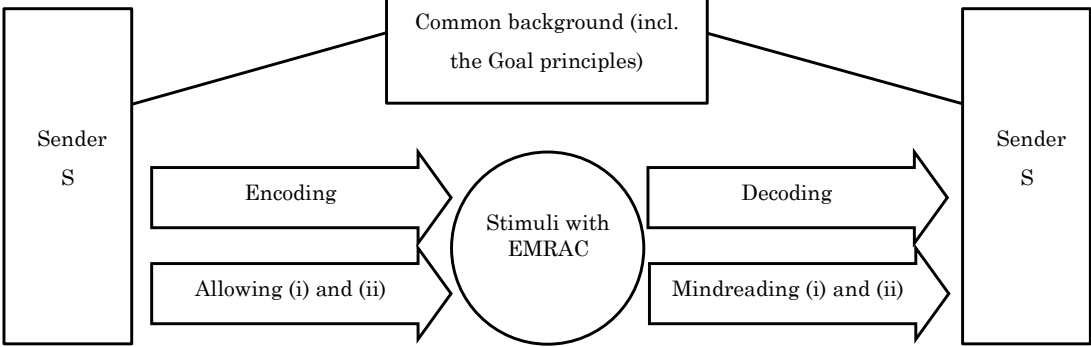 Common background (incl.
the Goal principles)
Sender
S
Encoding
Allowing (i) and (ii)
Stimuli with
EMRAC
Decoding
Mindreading (i) and (ii)
Sender
S